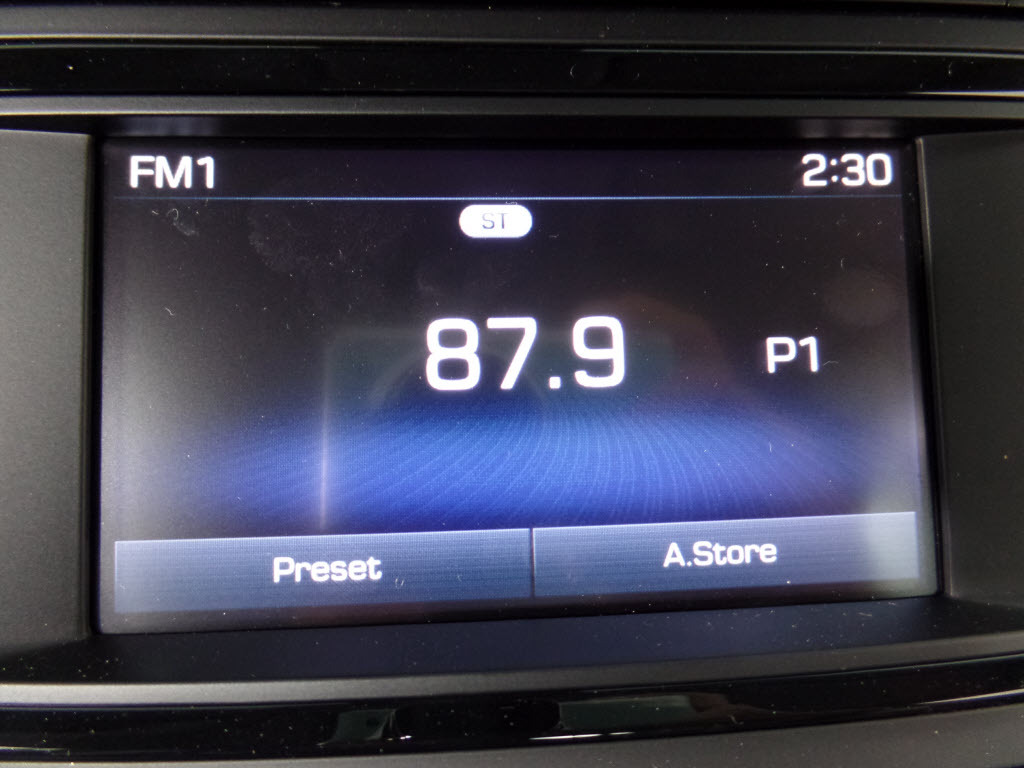 FM1 2:30
ST
87.9 P1
Preset A.Store